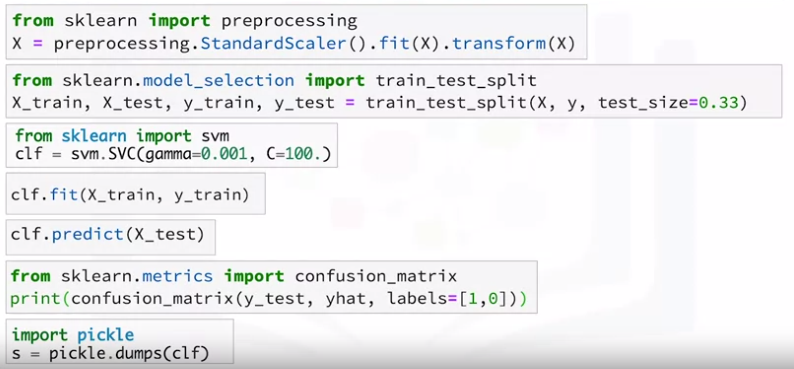 from sklearn import preprocessing
X = preprocessing.StandardScaler().fit(X).transform(X)
from sklearn.model_selection import train_test_split
X_train, X_test, y_train, y_test = train_test_split(X, y, test_size=0.33)
from sklearn import svm
clf = svm.SVC(gamma=0.001, C=100.)
clf.fit(X_train, y_train)
clf.predict(X_test)
from sklearn.metrics import confusion_matrix
print(confusion_matrix(y_test, yhat, labels=[1,0]))
import pickle
s = pickle.dumps(clf)